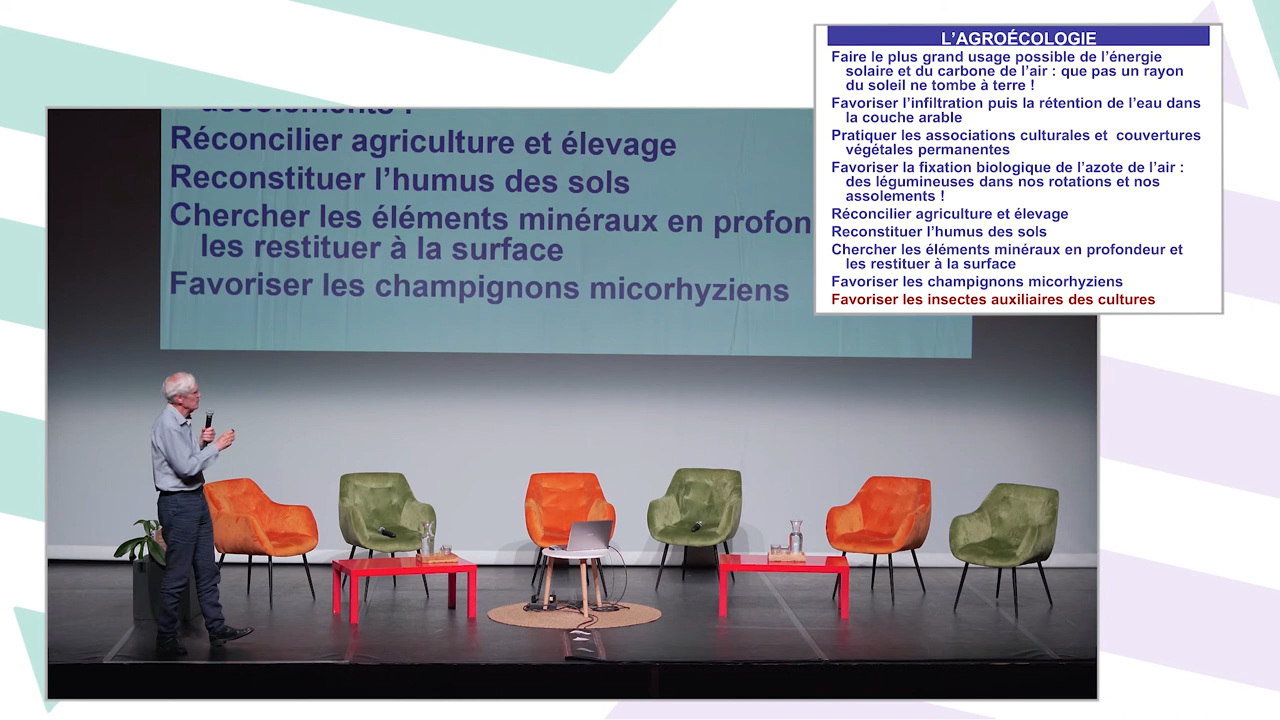 assolements !
Réconcilier agriculture et élevage
Reconstituer l’humus des sols
Chercher les éléments minéraux en profon
les restituer à la surface
Favoriser les champignons micorhyziens
L’AGROÉCOLOGIE
Faire le plus grand usage possible de l’énergie
solaire et du carbone de l’air : que pas un rayon
du soleil ne tombe à terre !
Favoriser l’infiltration puis la rétention de l’eau dans
la couche arable
Pratiquer les associations culturales et couvertures
végétales permanentes
Favoriser la fixation biologique de l’azote de l’air :
des légumineuses dans nos rotations et nos
assolements !
Réconcilier agriculture et élevage
Reconstituer l’humus des sols
Chercher les éléments minéraux en profondeur et
les restituer à la surface
Favoriser les champignons micorhyziens
Favoriser les insectes auxiliaires des cultures